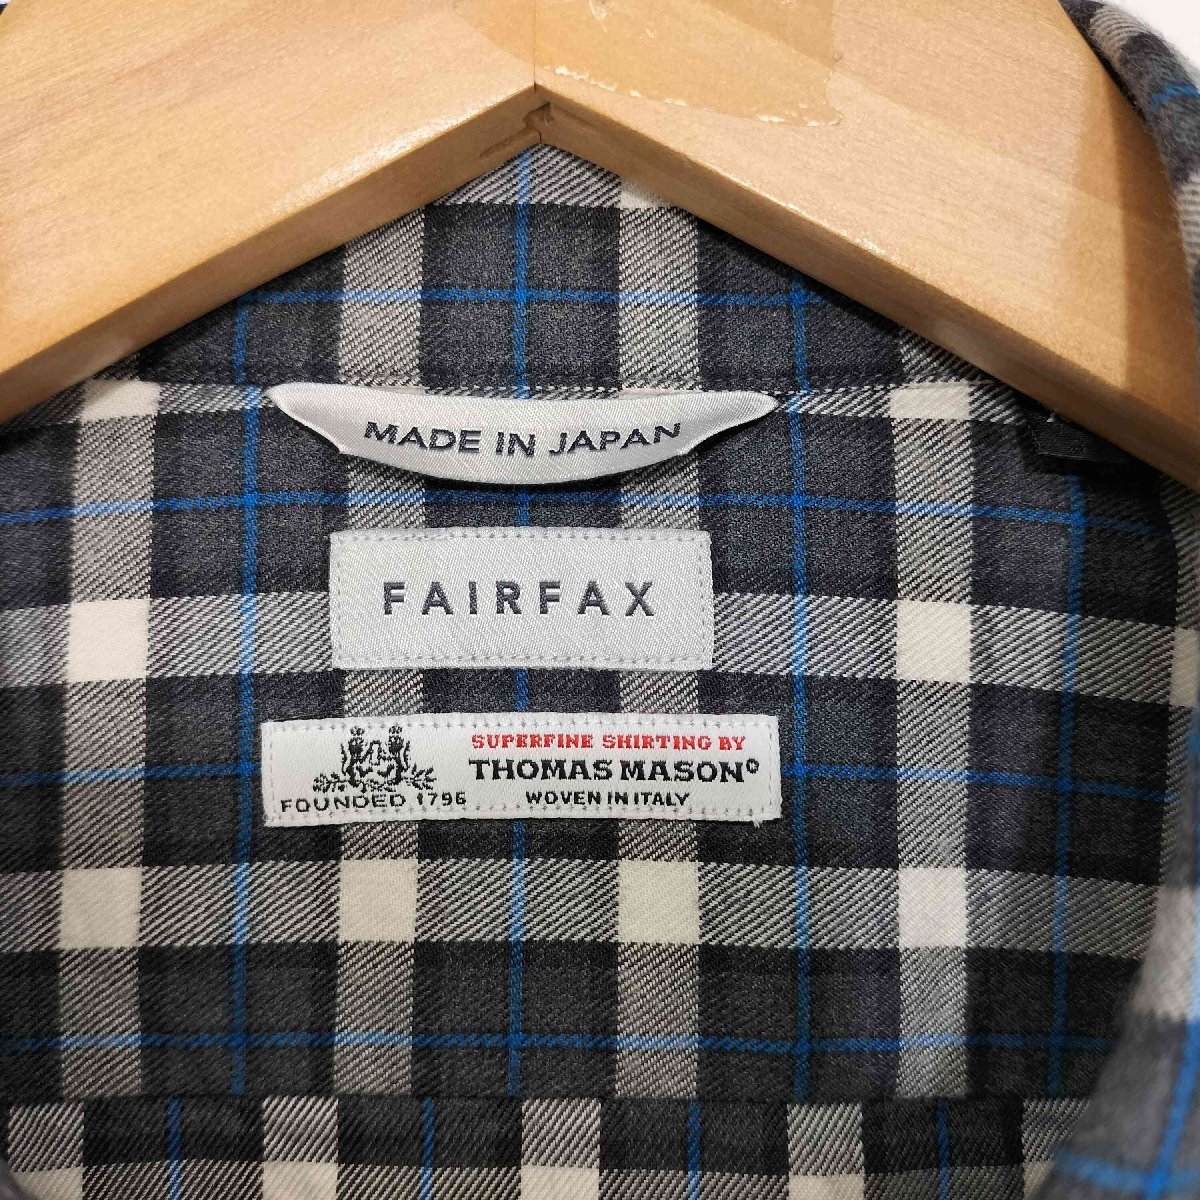 MADE IN JAPAN
FAIRFAX
SUPERFINE SHIRTING BY
THOMAS MASON®
FOUNDED 1796
WOVEN IN ITALY